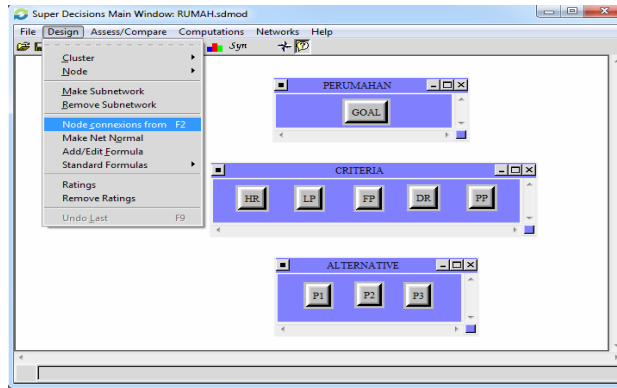 Super Decisions Main Window: RUMAH.sdmod
File Design Assess/Compare Computations Networks Help
Syn
Cluster
Node
Make Subnetwork
Remove Subnetwork
Node connexions from F2
Make Net Normal
Add/Edit Formula
Standard Formulas
Ratings
Remove Ratings
Undo Last F9
PERUMAHAN
GOAL
CRITERIA
HR LP FP DR PP
ALTERNATIVE
P1 P2 P3